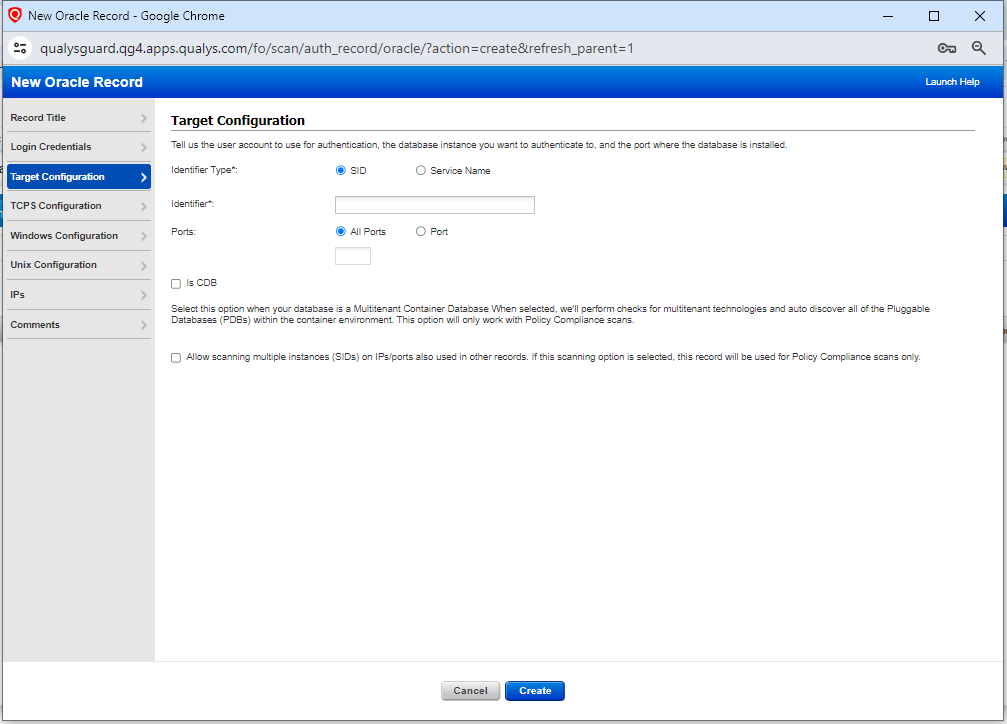 New Oracle Record - Google Chrome
qualysguard.qg4.apps.qualys.com/fo/scan/auth_record/oracle/?action=create&refresh_parent=1
New Oracle Record
Launch Help
Record Title
Login Credentials
Target Configuration
TCPS Configuration
Windows Configuration
Unix Configuration
IPs
Comments
Target Configuration
Tell us the user account to use for authentication, the database instance you want to authenticate to, and the port where the database is installed.
Identifier Type*: SID Service Name
Identifier*:
Ports: All Ports Port
Is CDB
Select this option when your database is a Multitenant Container Database When selected, we'll perform checks for multitenant technologies and auto discover all of the Pluggable
Databases (PDBs) within the container environment. This option will only work with Policy Compliance scans.
Allow scanning multiple instances (SIDs) on IPs/ports also used in other records. If this scanning option is selected, this record will be used for Policy Compliance scans only.
Cancel Create